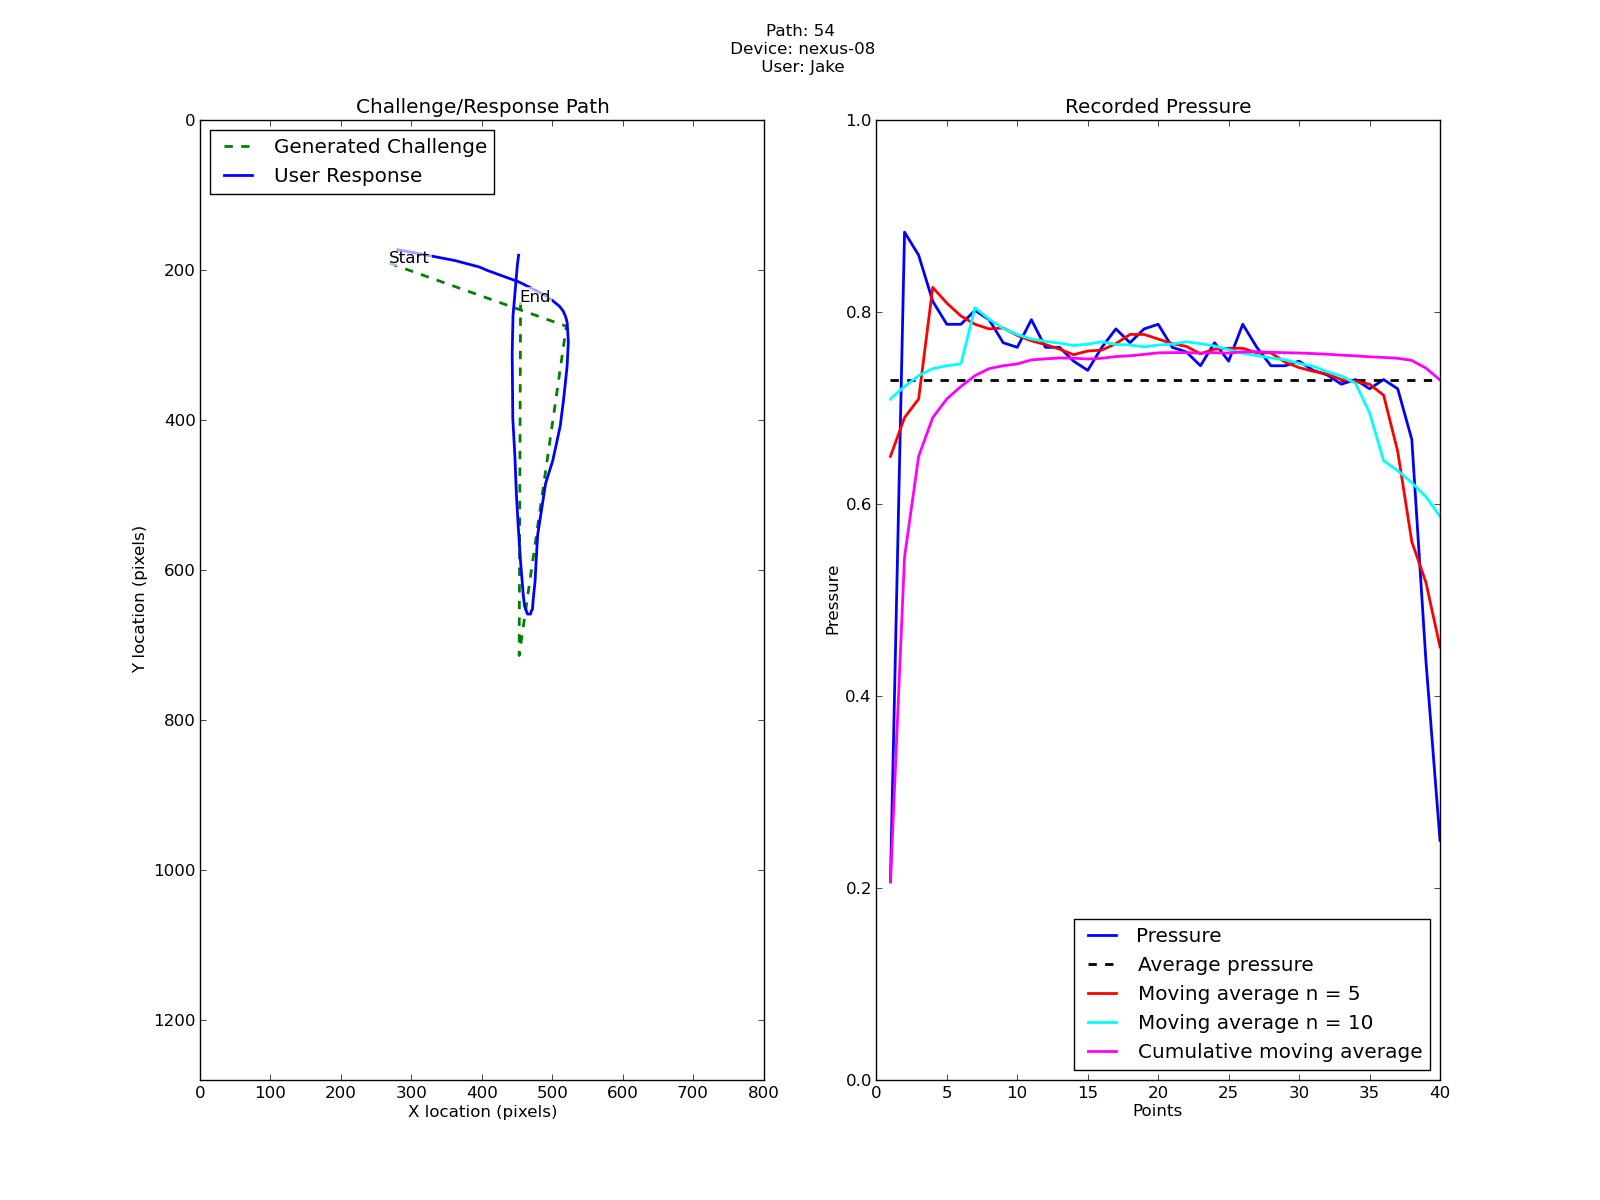 Path: 54
Device: nexus-08
User: Jake
Challenge/Response Path
Generated Challenge
User Response
Start
End
0
200
400
600
800
1000
1200
Y location (pixels)
0 100 200 300 400 500 600 700 800
X location (pixels)
Recorded Pressure
1.0
0.8
0.6
0.4
0.2
0.0
Pressure
Pressure
Average pressure
Moving average n = 5
Moving average n = 10
Cumulative moving average
0 5 10 15 20 25 30 35 40
Points